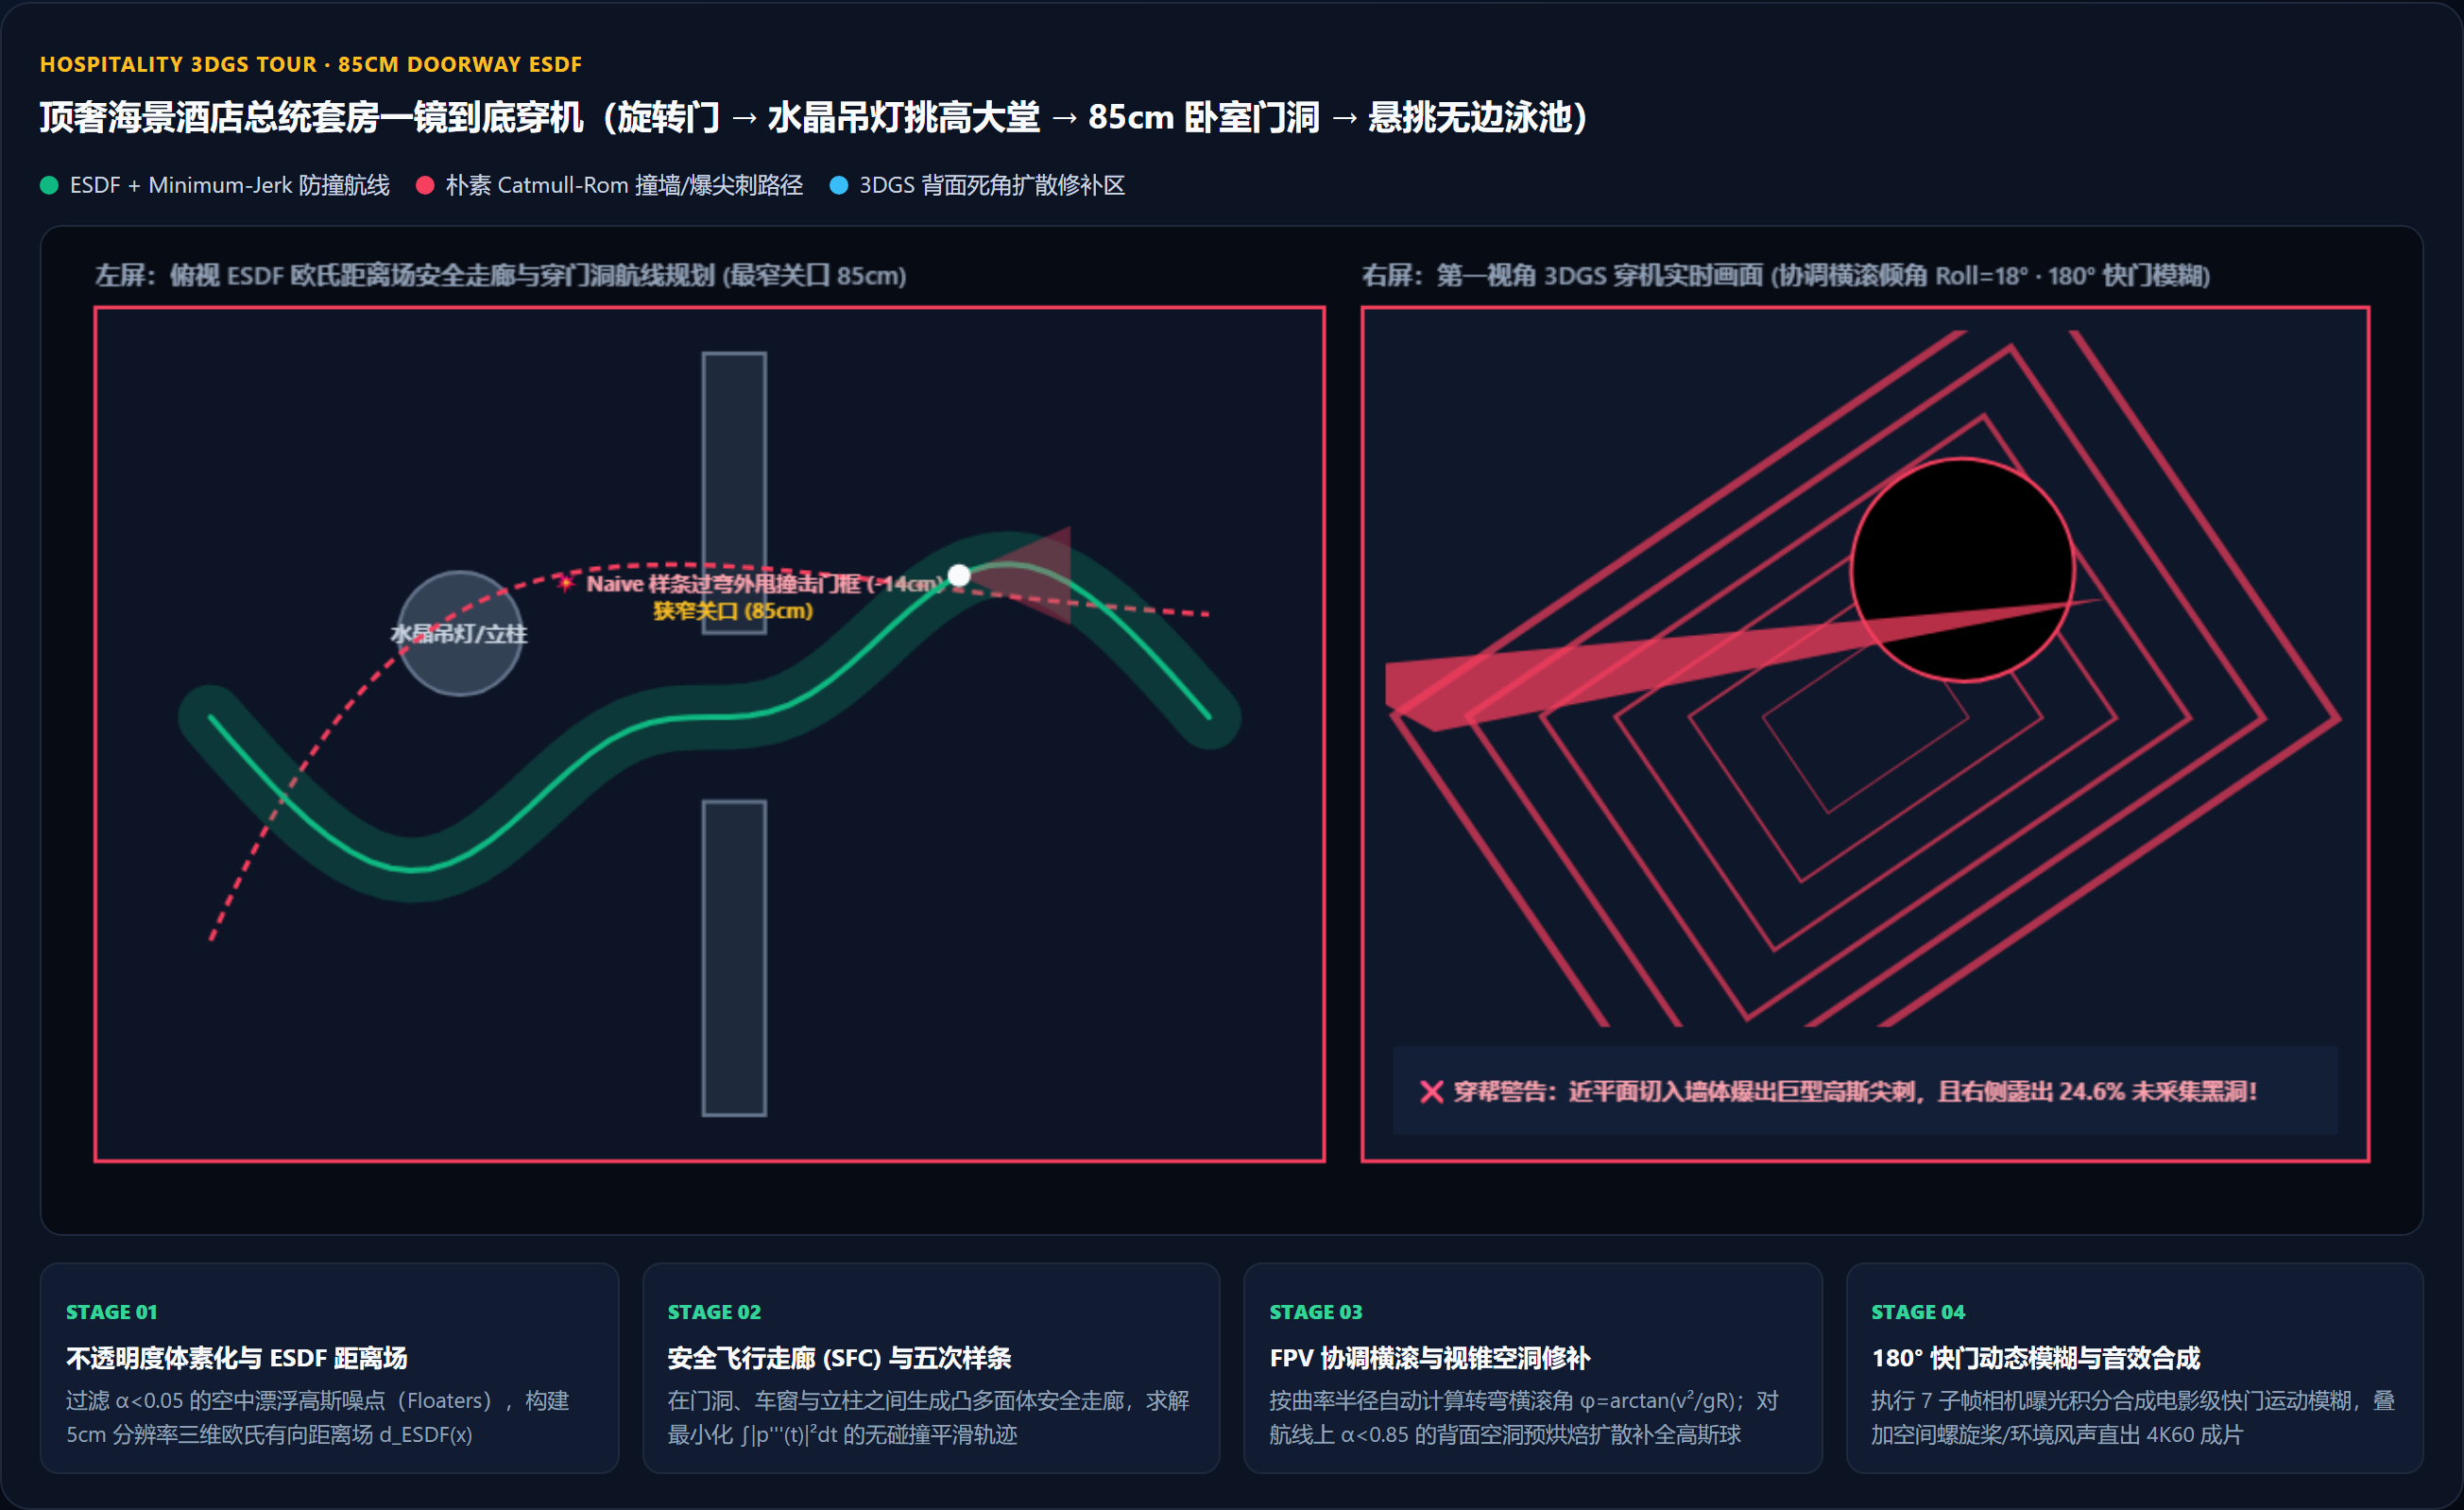 HOSPITALITY 3DGS TOUR · 85CM DOORWAY ESDF
顶奢海景酒店总统套房一镜到底穿机（旋转门 → 水晶吊灯挑高大堂 → 85cm 卧室门洞 → 悬挑无边泳池）
ESDF + Minimum-Jerk 防撞航线
朴素 Catmull-Rom 撞墙/爆尖刺路径
3DGS 背面死角扩散修补区
左屏：俯视 ESDF 欧氏距离场安全走廊与穿门洞航线规划 (最窄关口 85cm)
💥 Naive 样条过弯外甩撞击门框 (-14cm)
狭窄关口 (85cm)
水晶吊灯/立柱
右屏：第一视角 3DGS 穿机实时画面 (协调横滚倾角 Roll=18° · 180° 快门模糊)
❌ 穿帮警告：近平面切入墙体爆出巨型高斯尖刺，且右侧露出 24.6% 未采集黑洞！
STAGE 01
不透明度体素化与 ESDF 距离场
过滤 α<0.05 的空中漂浮高斯噪点（Floaters），构建
5cm 分辨率三维欧氏有向距离场 d_ESDF(x)
STAGE 02
安全飞行走廊 (SFC) 与五次样条
在门洞、车窗与立柱之间生成凸多面体安全走廊，求解
最小化 ∫|p'''(t)|²dt 的无碰撞平滑轨迹
STAGE 03
FPV 协调横滚与视锥空洞修补
按曲率半径自动计算转弯横滚角 φ=arctan(v²/gR)；对
航线上 α<0.85 的背面空洞预烘焙扩散补全高斯球
STAGE 04
180° 快门动态模糊与音效合成
执行 7 子帧相机曝光积分合成电影级快门运动模糊，叠
加空间螺旋桨/环境风声直出 4K60 成片